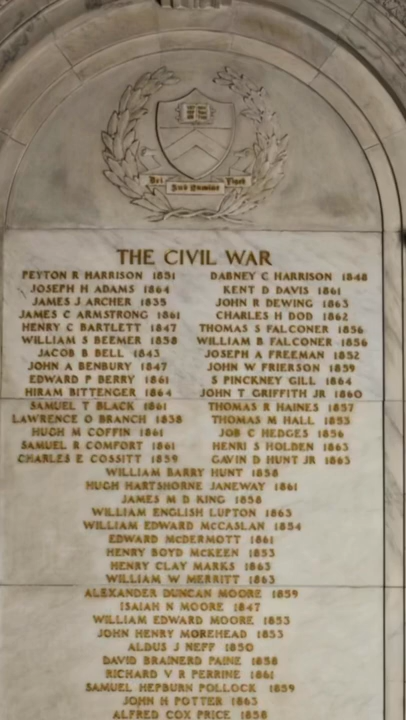 Dei Sub Numine Viget
THE CIVIL WAR
PEYTON R HARRISON 1851 DABNEY C HARRISON 1848
JOSEPH H ADAMS 1864 KENT D DAVIS 1861
JAMES J ARCHER 1835 JOHN R DEWING 1863
JAMES C ARMSTRONG 1861 CHARLES H DOD 1862
HENRY C BARTLETT 1847 THOMAS S FALCONER 1856
WILLIAM S BEEMER 1858 WILLIAM B FALCONER 1856
JACOB B BELL 1843 JOSEPH A FREEMAN 1852
JOHN A BENBURY 1847 JOHN W FRIERSON 1859
EDWARD P BERRY 1861 S PINCKNEY GILL 1864
HIRAM BITTENGER 1864 JOHN T GRIFFITH JR 1860
SAMUEL T BLACK 1861 THOMAS R HAINES 1857
LAWRENCE O BRANCH 1838 THOMAS M HALL 1853
HUGH M COFFIN 1861 JOB C HEDGES 1856
SAMUEL R COMFORT 1861 HENRI S HOLDEN 1863
CHARLES E COSSITT 1859 GAVIN D HUNT JR 1863
WILLIAM BARRY HUNT 1858
HUGH HARTSHORNE JANEWAY 1861
JAMES M D KING 1858
WILLIAM ENGLISH LUPTON 1863
WILLIAM EDWARD MCCASLAN 1854
EDWARD MCDERMOTT 1861
HENRY BOYD MCKEEN 1853
HENRY CLAY MARKS 1863
WILLIAM W MERRITT 1863
ALEXANDER DUNCAN MOORE 1859
ISAIAH N MOORE 1847
WILLIAM EDWARD MOORE 1853
JOHN HENRY MOREHEAD 1853
ALDUS J NEFF 1850
DAVID BRAINERD PAINE 1858
RICHARD V R PERRINE 1861
SAMUEL HEPBURN POLLOCK 1859
JOHN H POTTER 1863
ALFRED COX PRICE 1858